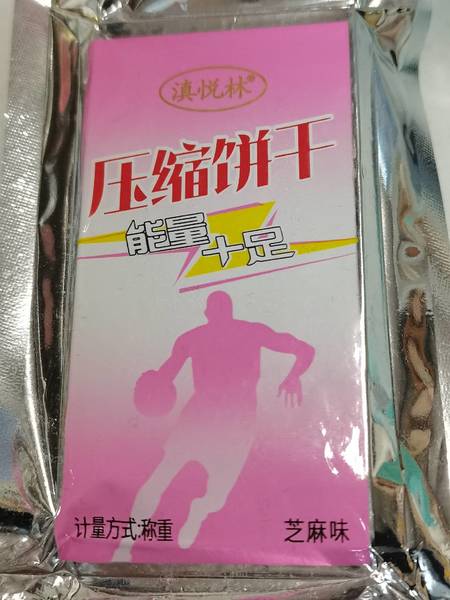 滇悦林®
压缩饼干
能量
十足
计量方式:称重
芝麻味